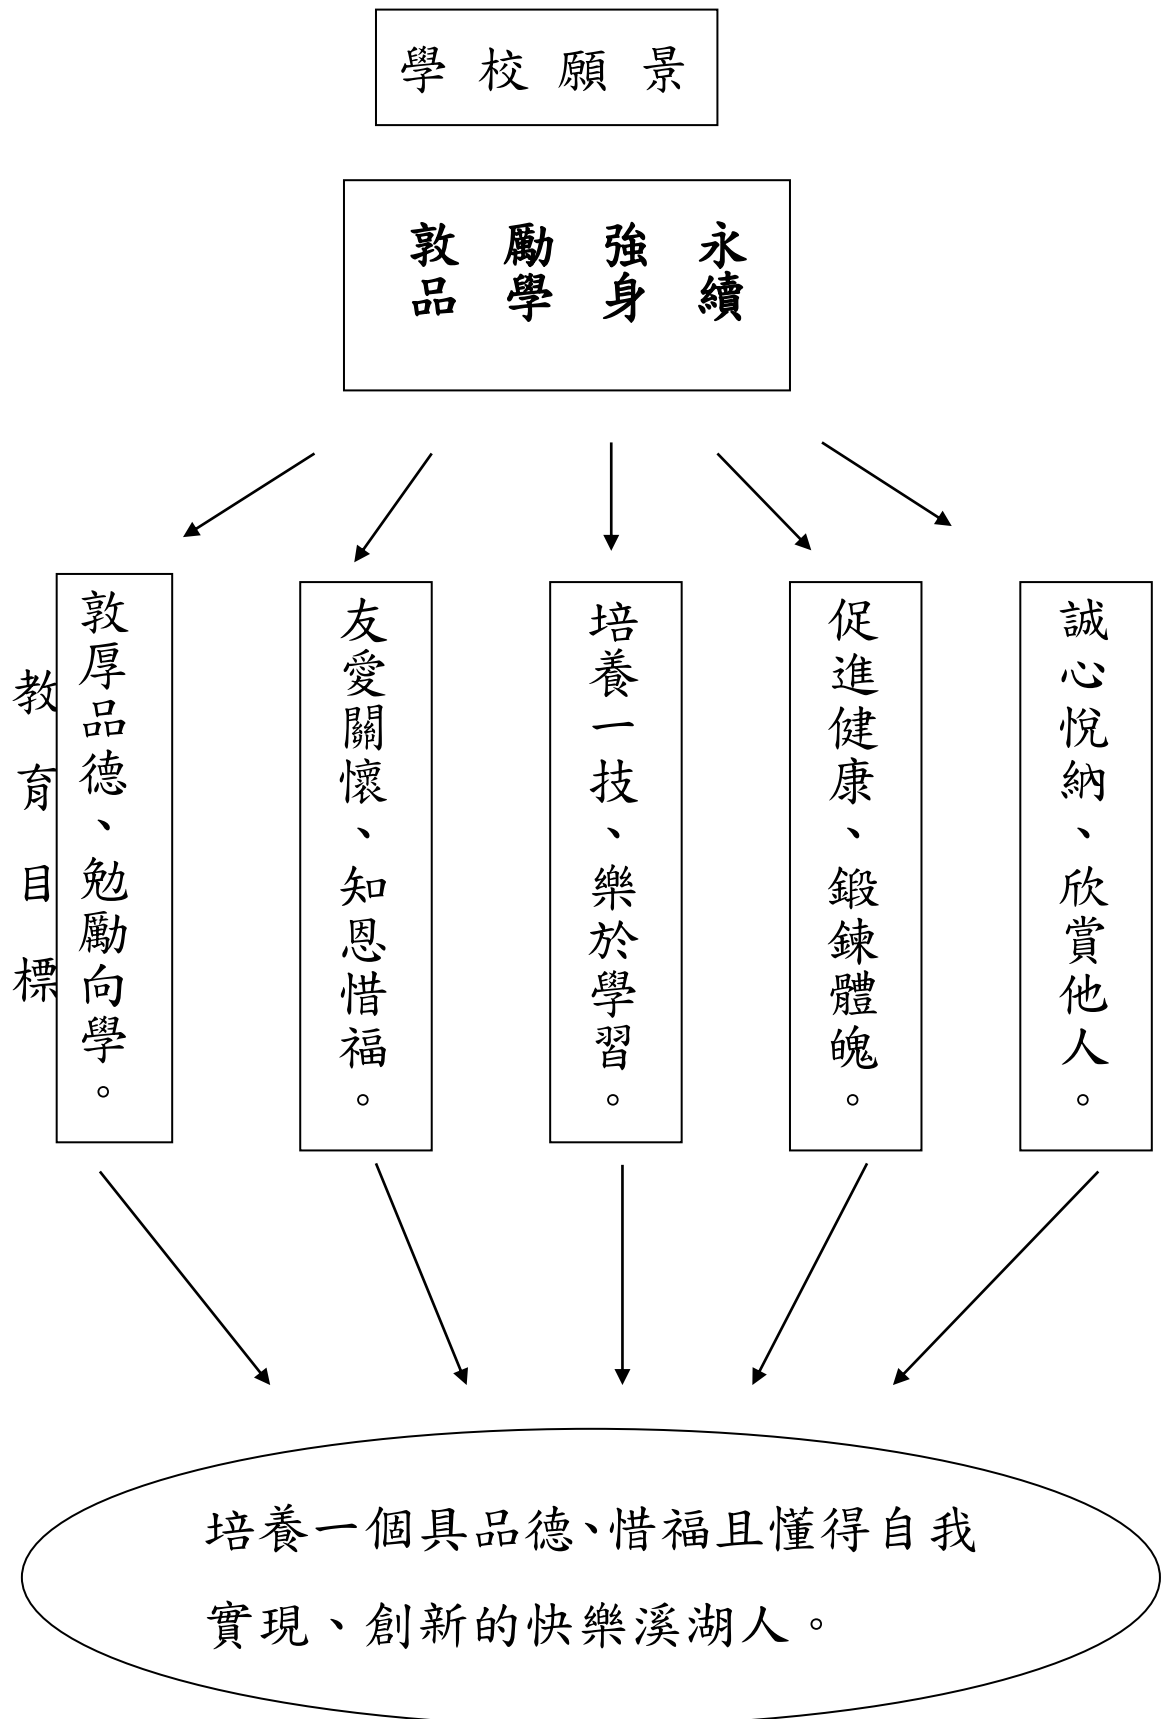 學校願景
敦品
勵學
強身
永續
教育目標
敦厚品德、勉勵向學。
友愛關懷、知恩惜福。
培養一技、樂於學習。
促進健康、鍛鍊體魄。
誠心悅納、欣賞他人。
培養一個具品德、惜福且懂得自我
實現、創新的快樂溪湖人。